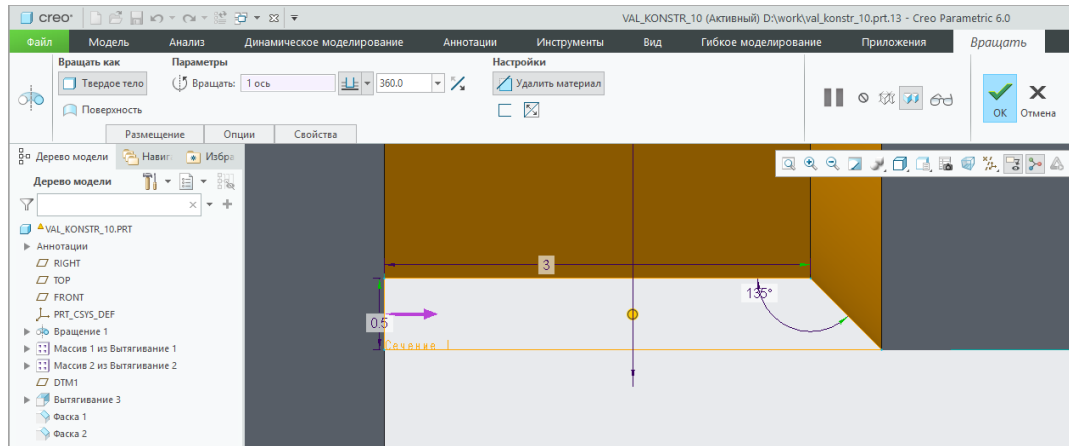 creo VAL_KONSTR_10 (Активный) D:\work\val_konstr_10.prt.13 - Creo Parametric 6.0
Файл Модель Анализ Динамическое моделирование Аннотации Инструменты Вид Гибкое моделирование Приложения Вращать
Вращать как Параметры Настройки
Твердое тело Вращать: 1 ось 360.0 Удалить материал
Поверхность
OK Отмена
Размещение Опции Свойства
Дерево модели Навиг Избра
Дерево модели
VAL_KONSTR_10.PRT
Аннотации
RIGHT
TOP
FRONT
PRT_CSYS_DEF
Вращение 1
Массив 1 из Вытягивание 1
Массив 2 из Вытягивание 2
DTM1
Вытягивание 3
Фаска 1
Фаска 2
3
135°
0.5
Сечение 1